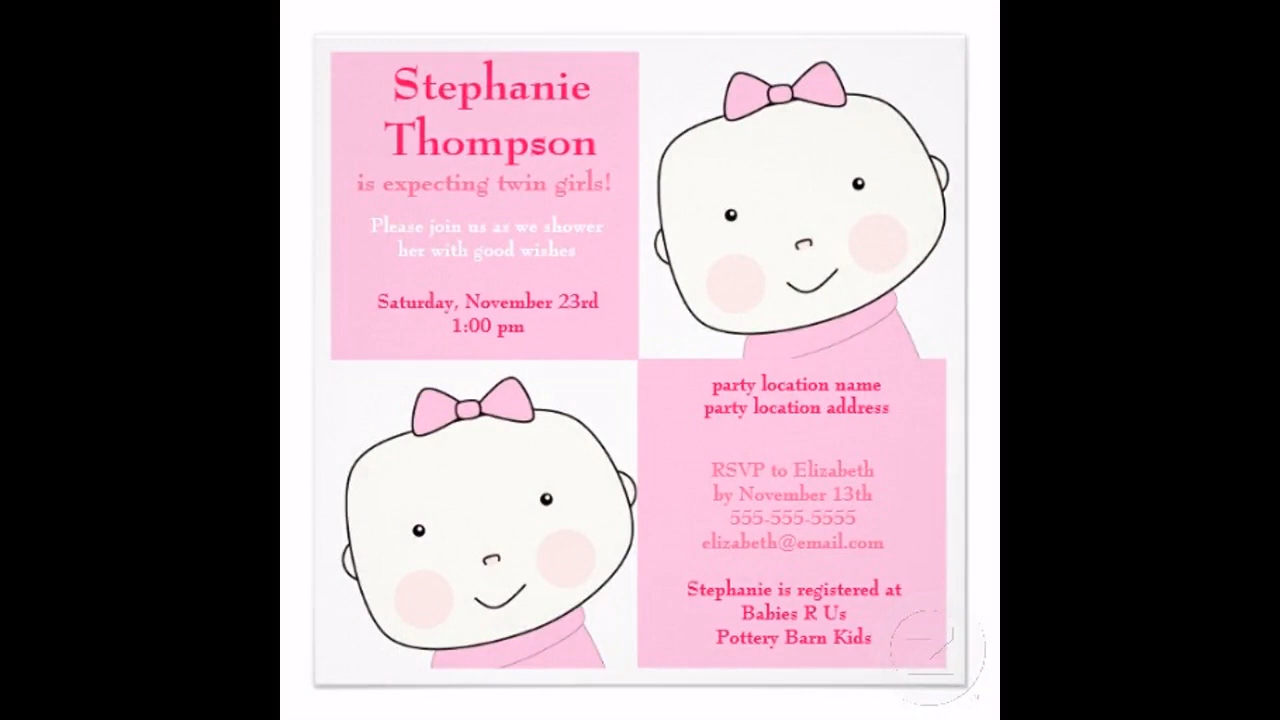 Stephanie
Thompson
is expecting twin girls!
Please join us as we shower
her with good wishes
Saturday, November 23rd
1:00 pm
party location name
party location address
RSVP to Elizabeth
by November 13th
555-555-5555
elizabeth@email.com
Stephanie is registered at
Babies R Us
Pottery Barn Kids